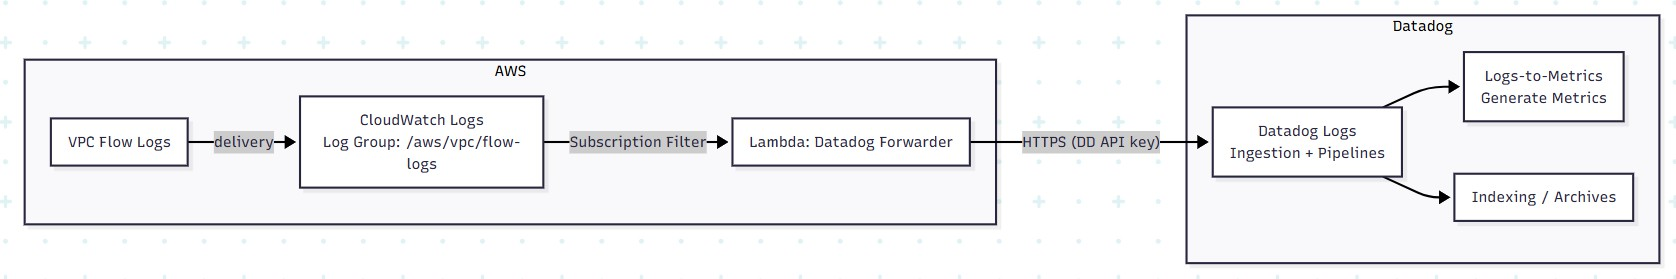 AWS
VPC Flow Logs
delivery
CloudWatch Logs
Log Group: /aws/vpc/flow-
logs
Subscription Filter
Lambda: Datadog Forwarder
HTTPS (DD API key)
Datadog
Datadog Logs
Ingestion + Pipelines
Logs-to-Metrics
Generate Metrics
Indexing / Archives